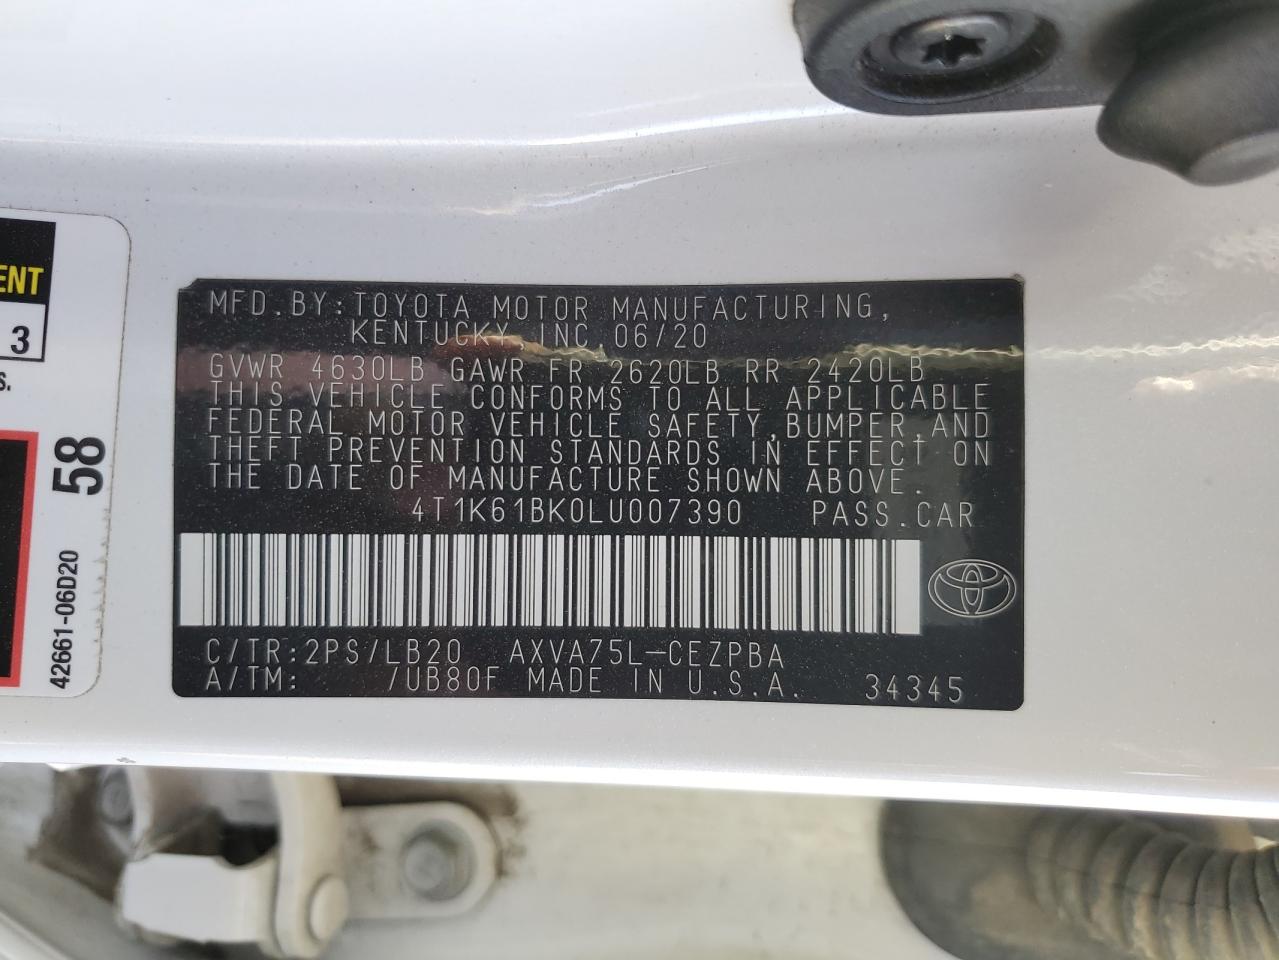 ENT
3
S.
58
42661-06D20
MFD.BY:TOYOTA MOTOR MANUFACTURING,
KENTUCKY,INC 06/20
GVWR 4630LB GAWR FR 2620LB RR 2420LB
THIS VEHICLE CONFORMS TO ALL APPLICABLE
FEDERAL MOTOR VEHICLE SAFETY,BUMPER,AND
THEFT PREVENTION STANDARDS IN EFFECT ON
THE DATE OF MANUFACTURE SHOWN ABOVE.
4T1K61BK0LU007390 PASS.CAR
C/TR:2PS/LB20 AXVA75L-CEZPBA
A/TM: /UB80F MADE IN U.S.A. 34345